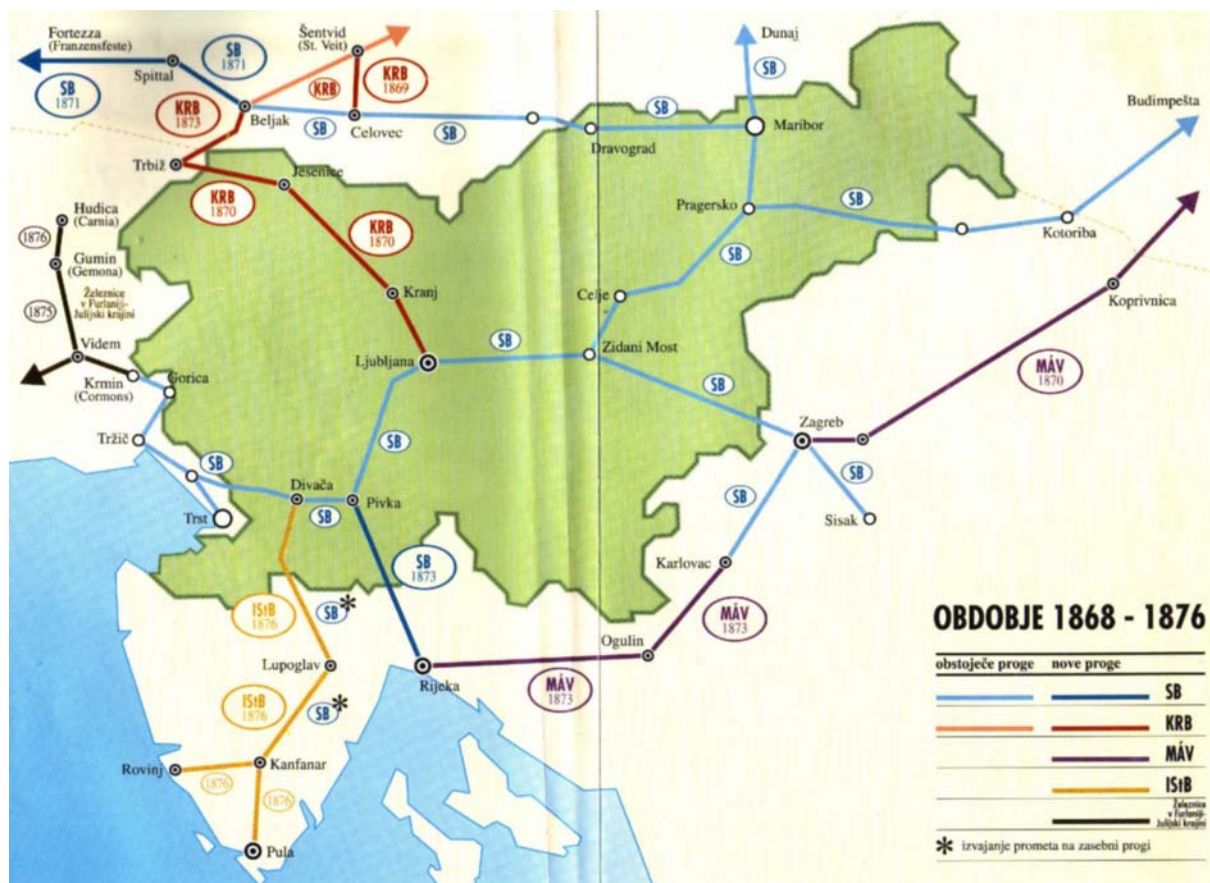 Fortezza
(Franzensfeste)
Šentvid
(St. Veit)
Dunaj
SB
1871
SB
KRB
1869
Spittal
SB
1871
KRB
KRB
1873
Beljak
SB
Celovec
SB
SB
Maribor
Budimpešta
Dravograd
Trbiž
Jesenice
KRB
1870
Pragersko
SB
Kotoriba
Hudica
(Carnia)
1876
KRB
1870
SB
Gumin
(Gemona)
Železnice
v Furlaniji-
Julijski krajini
1875
Kranj
Celje
Koprivnica
Videm
Ljubljana
SB
Zidani Most
Krmin
(Cormons)
Gorica
SB
MÁV
1870
Zagreb
Tržič
SB
SB
SB
SB
Divača
Trst
SB
Pivka
Sisak
SB
1873
Karlovac
IStB
1876
SB*
MÁV
1873
Ogulin
Lupoglav
Rijeka
MÁV
1873
IStB
1876
SB*
Rovinj
1876
Kanfanar
1876
Pula
OBDOBJE 1868 - 1876
obstoječe proge nove proge
SB
KRB
MÁV
IStB
Železnice
v Furlaniji-
Julijski krajini
* izvajanje prometa na zasebni progi